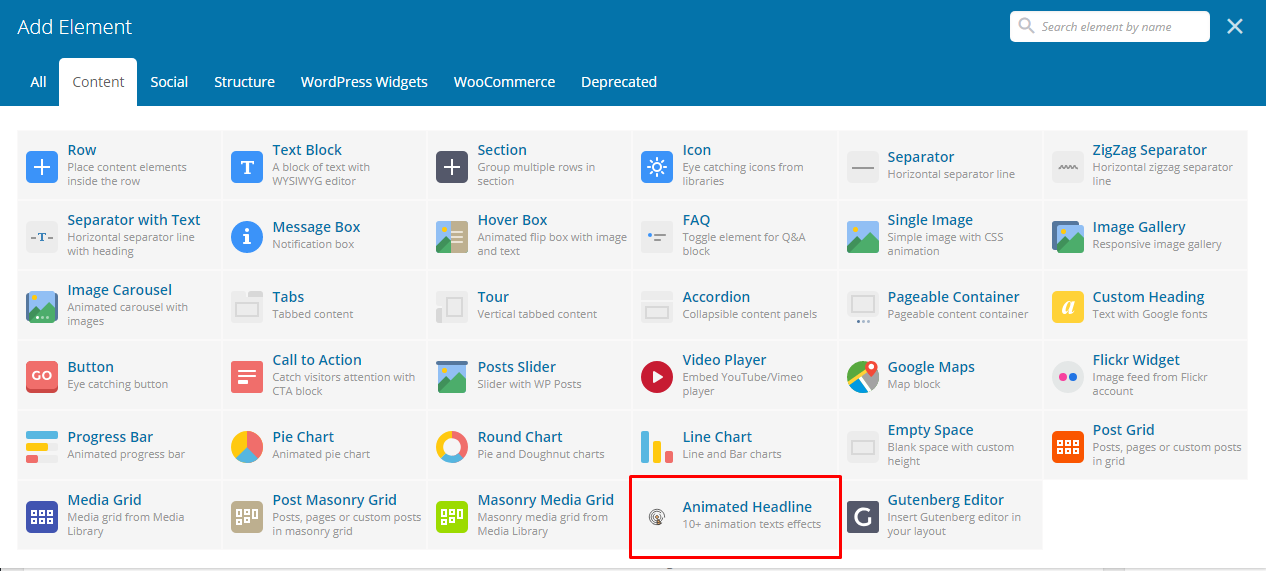 Add Element
Search element by name
All Content Social Structure WordPress Widgets WooCommerce Deprecated
Row
Place content elements
inside the row
T
Text Block
A block of text with
WYSIWYG editor
Section
Group multiple rows in
section
Icon
Eye catching icons from
libraries
Separator
Horizontal separator line
ZigZag Separator
Horizontal zigzag separator
line
-T-
Separator with Text
Horizontal separator line
with heading
i
Message Box
Notification box
Hover Box
Animated flip box with image
and text
FAQ
Toggle element for Q&A
block
Single Image
Simple image with CSS
animation
Image Gallery
Responsive image gallery
Image Carousel
Animated carousel with
images
Tabs
Tabbed content
Tour
Vertical tabbed content
Accordion
Collapsible content panels
Pageable Container
Pageable content container
a
Custom Heading
Text with Google fonts
GO
Button
Eye catching button
Call to Action
Catch visitors attention with
CTA block
Posts Slider
Slider with WP Posts
Video Player
Embed YouTube/Vimeo
player
Google Maps
Map block
Flickr Widget
Image feed from Flickr
account
Progress Bar
Animated progress bar
Pie Chart
Animated pie chart
Round Chart
Pie and Doughnut charts
Line Chart
Line and Bar charts
Empty Space
Blank space with custom
height
Post Grid
Posts, pages or custom posts
in grid
Media Grid
Media grid from Media
Library
Post Masonry Grid
Posts, pages or custom posts
in masonry grid
Masonry Media Grid
Masonry media grid from
Media Library
Animated Headline
10+ animation texts effects
G
Gutenberg Editor
Insert Gutenberg editor in
your layout